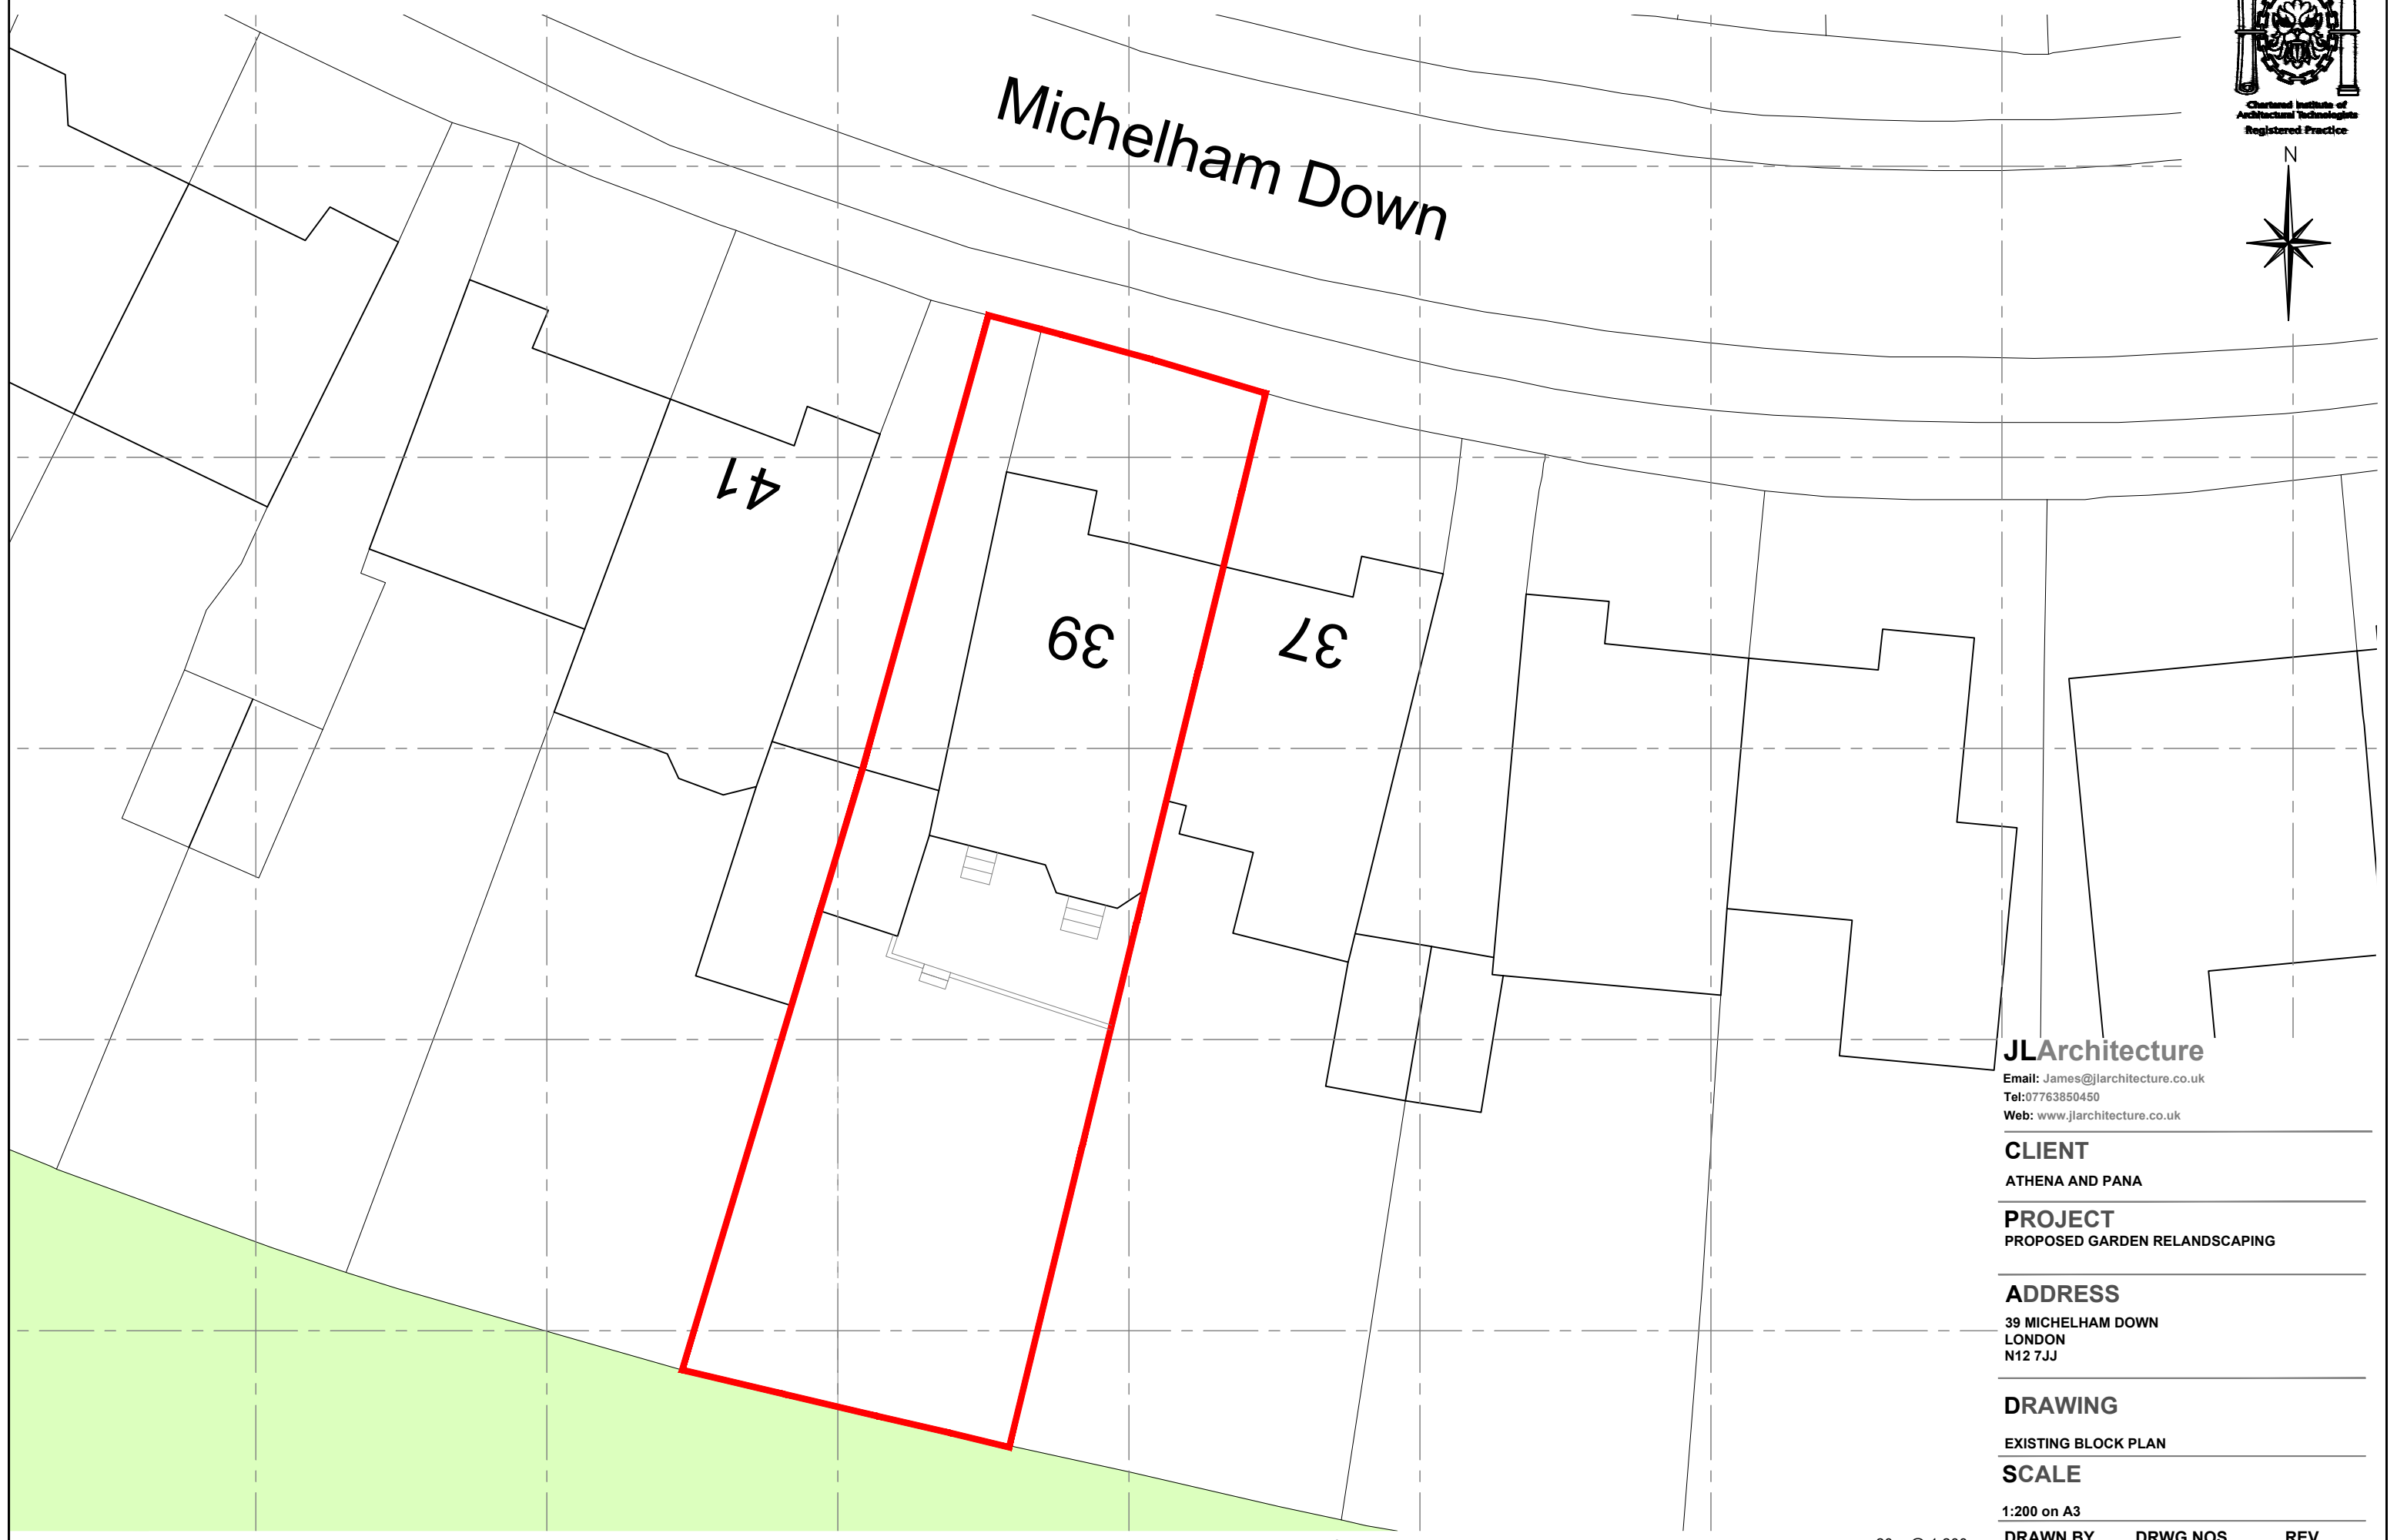 Michelham Down
41
39
37
Chartered Institute of
Architectural Technologists
Registered Practice
N
JLArchitecture
Email: James@jlarchitecture.co.uk
Tel:07763850450
Web: www.jlarchitecture.co.uk
CLIENT
ATHENA AND PANA
PROJECT
PROPOSED GARDEN RELANDSCAPING
ADDRESS
39 MICHELHAM DOWN
LONDON
N12 7JJ
DRAWING
EXISTING BLOCK PLAN
SCALE
1:200 on A3
DRAWN BY DRWG NOS REV